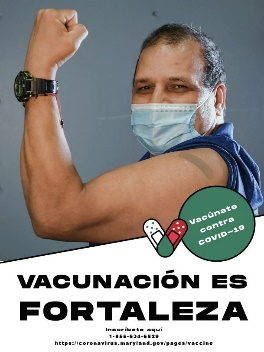 Vacúnate
contra
COVID-19
VACUNACIÓN ES
FORTALEZA
Inscríbete aquí
1-855-634-6829
https://coronavirus.maryland.gov/pages/vaccine